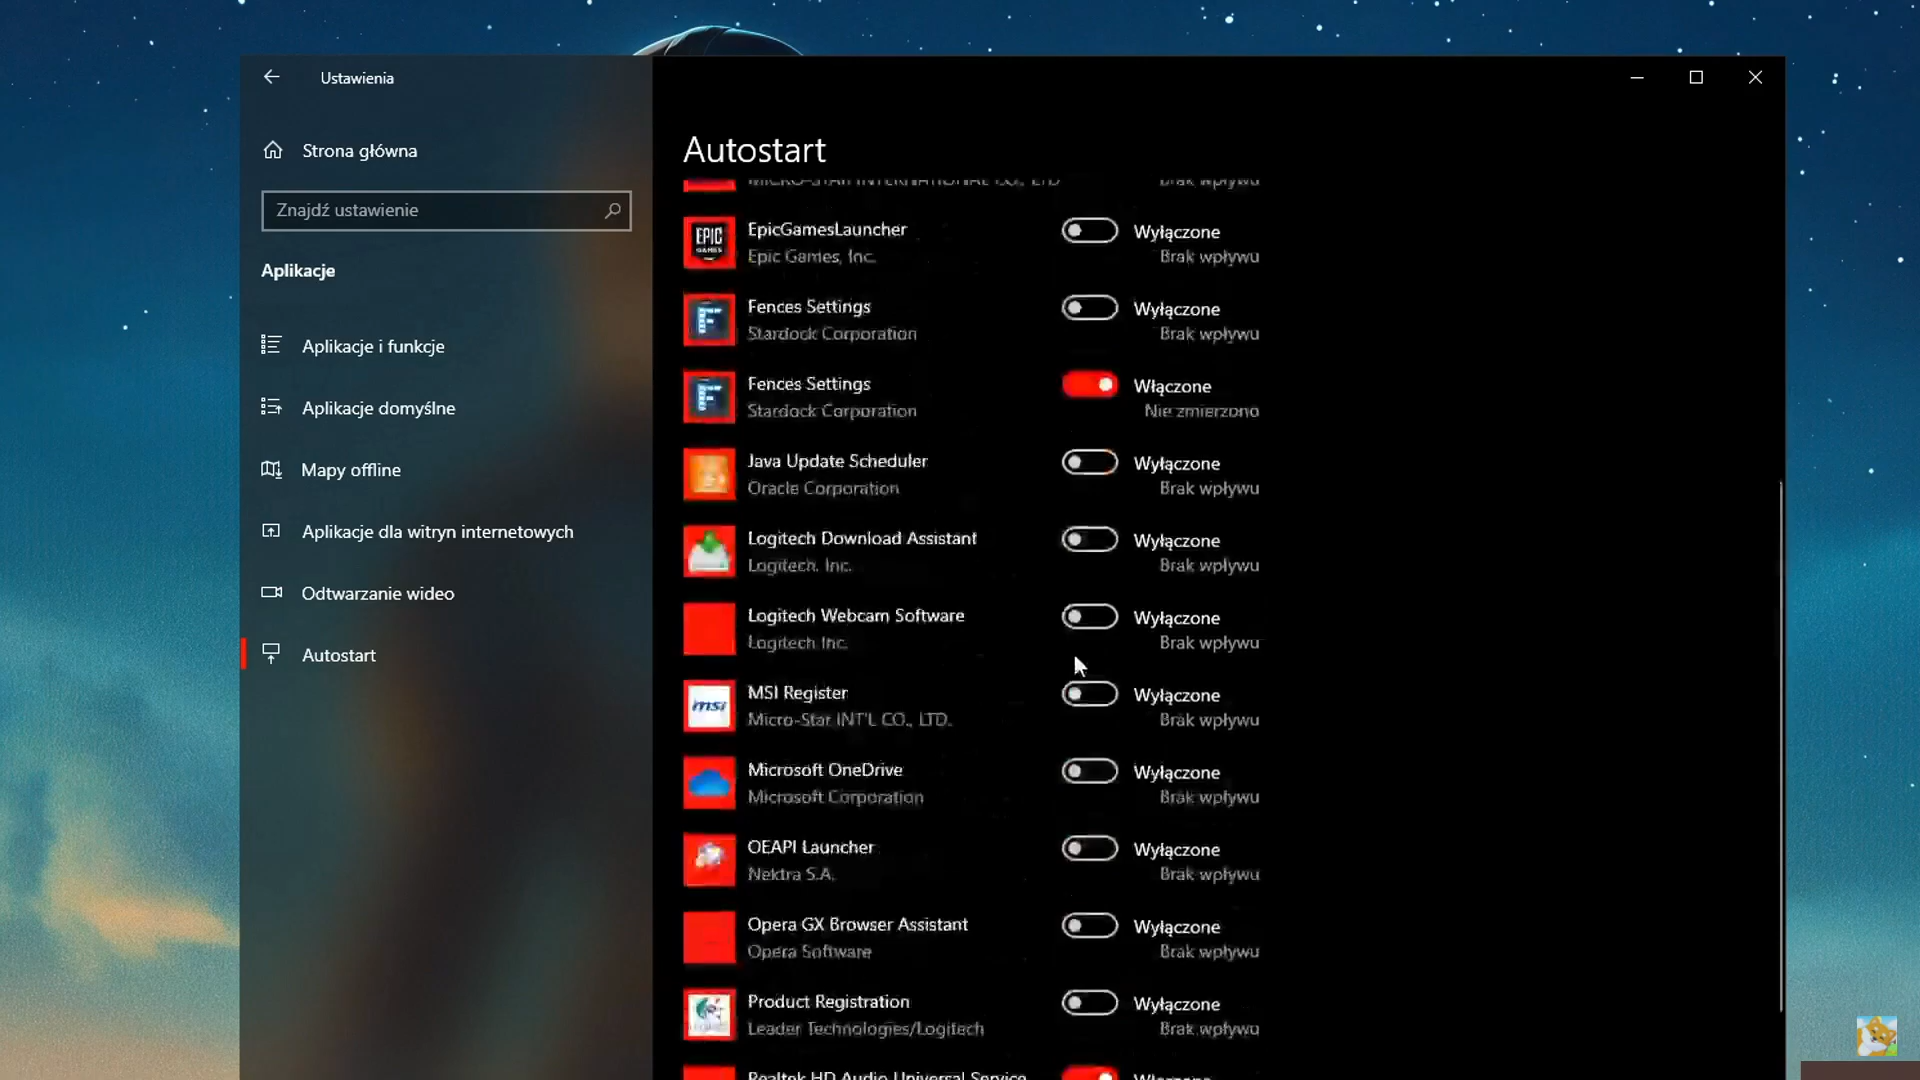 Ustawienia
Strona główna
Znajdź ustawienie
Aplikacje
Aplikacje i funkcje
Aplikacje domyślne
Mapy offline
Aplikacje dla witryn internetowych
Odtwarzanie wideo
Autostart
Autostart
MICRO-STAR INTERNATIONAL CO., LTD
Brak wpływu
EPIC
GAMES
EpicGamesLauncher
Wyłączone
Epic Games, Inc.
Brak wpływu
Fences Settings
Wyłączone
Stardock Corporation
Brak wpływu
Fences Settings
Włączone
Stardock Corporation
Nie zmierzono
Java Update Scheduler
Wyłączone
Oracle Corporation
Brak wpływu
Logitech Download Assistant
Wyłączone
Logitech, Inc.
Brak wpływu
Logitech Webcam Software
Wyłączone
Logitech Inc.
Brak wpływu
msi
MSI Register
Wyłączone
Micro-Star INT'L CO., LTD.
Brak wpływu
Microsoft OneDrive
Wyłączone
Microsoft Corporation
Brak wpływu
OEAPI Launcher
Wyłączone
Nektra S.A.
Brak wpływu
Opera GX Browser Assistant
Wyłączone
Opera Software
Brak wpływu
Product Registration
Wyłączone
Leader Technologies/Logitech
Brak wpływu
Realtek HD Audio Universal Service
Włączone